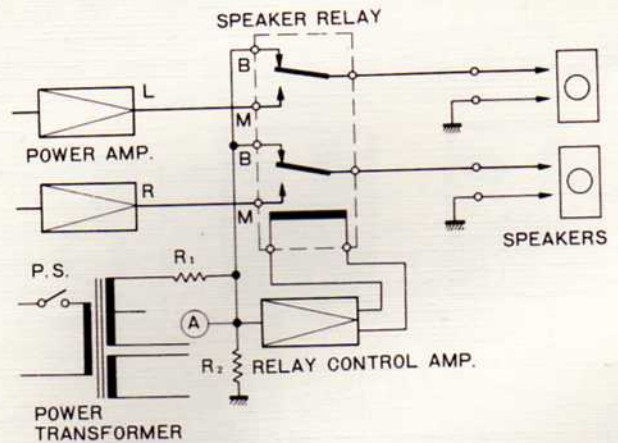 SPEAKER RELAY
B
L
M
POWER AMP.
B
R
M
SPEAKERS
P.S.
R1
A
R2
RELAY CONTROL AMP.
POWER
TRANSFORMER